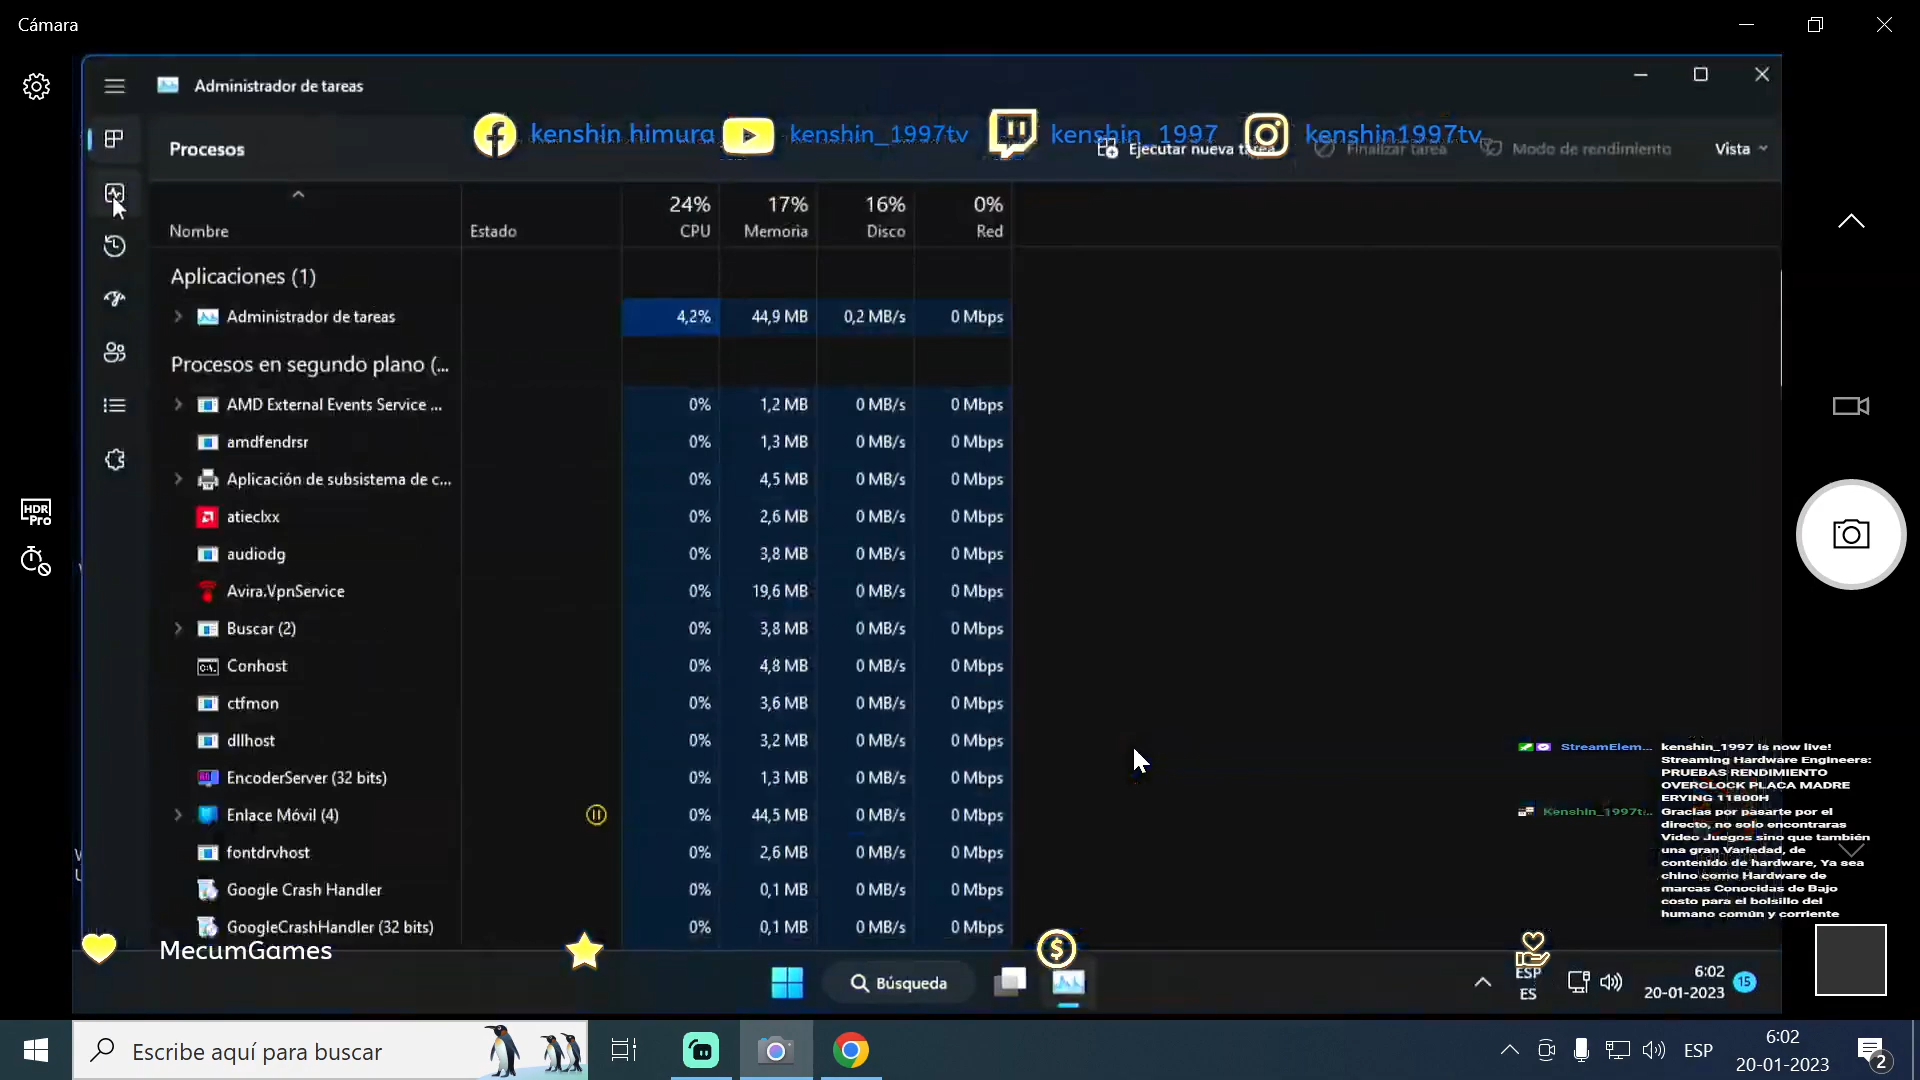 Cámara
Administrador de tareas
kenshin himura
kenshin_1997tv
kenshin_1997
kenshin1997tv
Procesos
Ejecutar nueva tarea
Finalizar tarea
Modo de rendimiento
Vista
24% 17% 16% 0%
Nombre Estado CPU Memoria Disco Red
Aplicaciones (1)
Administrador de tareas 4,2% 44,9 MB 0,2 MB/s 0 Mbps
Procesos en segundo plano (...
AMD External Events Service ... 0% 1,2 MB 0 MB/s 0 Mbps
amdfendrsr 0% 1,3 MB 0 MB/s 0 Mbps
Aplicación de subsistema de c... 0% 4,5 MB 0 MB/s 0 Mbps
atieclxx 0% 2,6 MB 0 MB/s 0 Mbps
audiodg 0% 3,8 MB 0 MB/s 0 Mbps
Avira.VpnService 0% 19,6 MB 0 MB/s 0 Mbps
Buscar (2) 0% 3,8 MB 0 MB/s 0 Mbps
Conhost 0% 4,8 MB 0 MB/s 0 Mbps
ctfmon 0% 3,6 MB 0 MB/s 0 Mbps
dllhost 0% 3,2 MB 0 MB/s 0 Mbps
EncoderServer (32 bits) 0% 1,3 MB 0 MB/s 0 Mbps
Enlace Móvil (4) 0% 44,5 MB 0 MB/s 0 Mbps
fontdrvhost 0% 2,6 MB 0 MB/s 0 Mbps
Google Crash Handler 0% 0,1 MB 0 MB/s 0 Mbps
GoogleCrashHandler (32 bits) 0% 0,1 MB 0 MB/s 0 Mbps
HDR
Pro
StreamElem... kenshin_1997 is now live!
Streaming Hardware Engineers:
PRUEBAS RENDIMIENTO
OVERCLOCK PLACA MADRE
ERYING 11800H
Kenshin_1997t... Gracias por pasarte por el
directo, no solo encontraras
Video Juegos sino que también
una gran Variedad, de
contenido de hardware, Ya sea
chino como Hardware de
marcas Conocidas de Bajo
costo para el bolsillo del
humano común y corriente
MecumGames
Búsqueda
ESP
ES
6:02
20-01-2023
15
Escribe aquí para buscar
ESP
6:02
20-01-2023
2